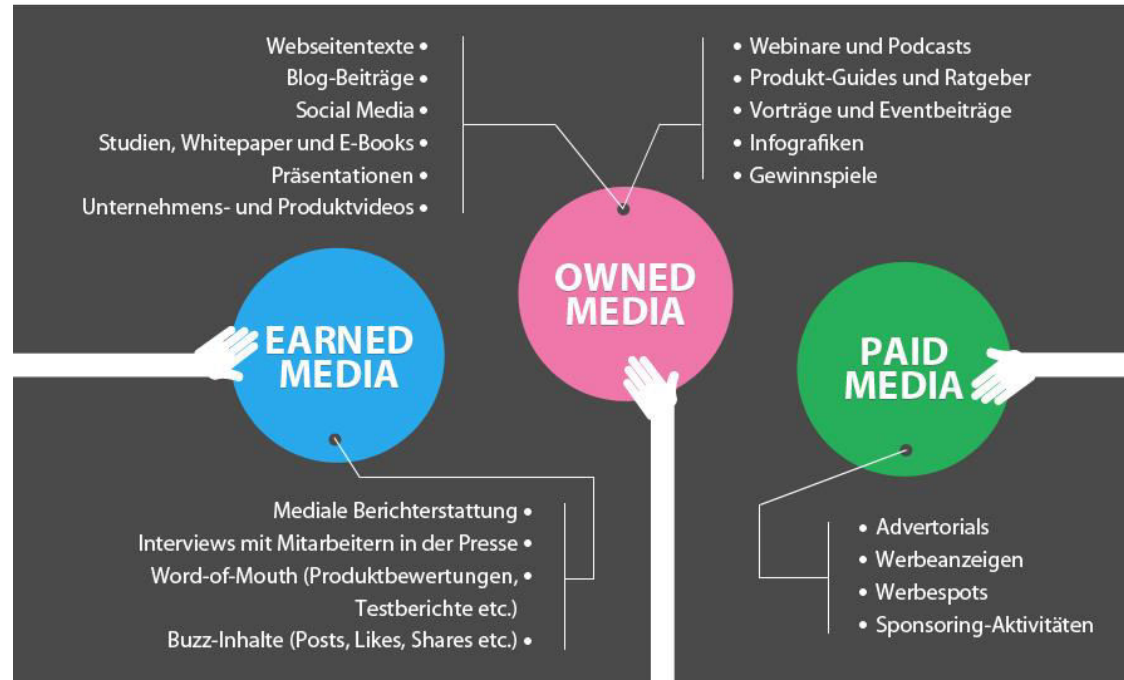 Webseitentexte •
Blog-Beiträge •
Social Media •
Studien, Whitepaper und E-Books •
Präsentationen •
Unternehmens- und Produktvideos •
• Webinare und Podcasts
• Produkt-Guides und Ratgeber
• Vorträge und Eventbeiträge
• Infografiken
• Gewinnspiele
OWNED
MEDIA
EARNED
MEDIA
PAID
MEDIA
Mediale Berichterstattung •
Interviews mit Mitarbeitern in der Presse •
Word-of-Mouth (Produktbewertungen, •
Testberichte etc.)
Buzz-Inhalte (Posts, Likes, Shares etc.) •
• Advertorials
• Werbeanzeigen
• Werbespots
• Sponsoring-Aktivitäten